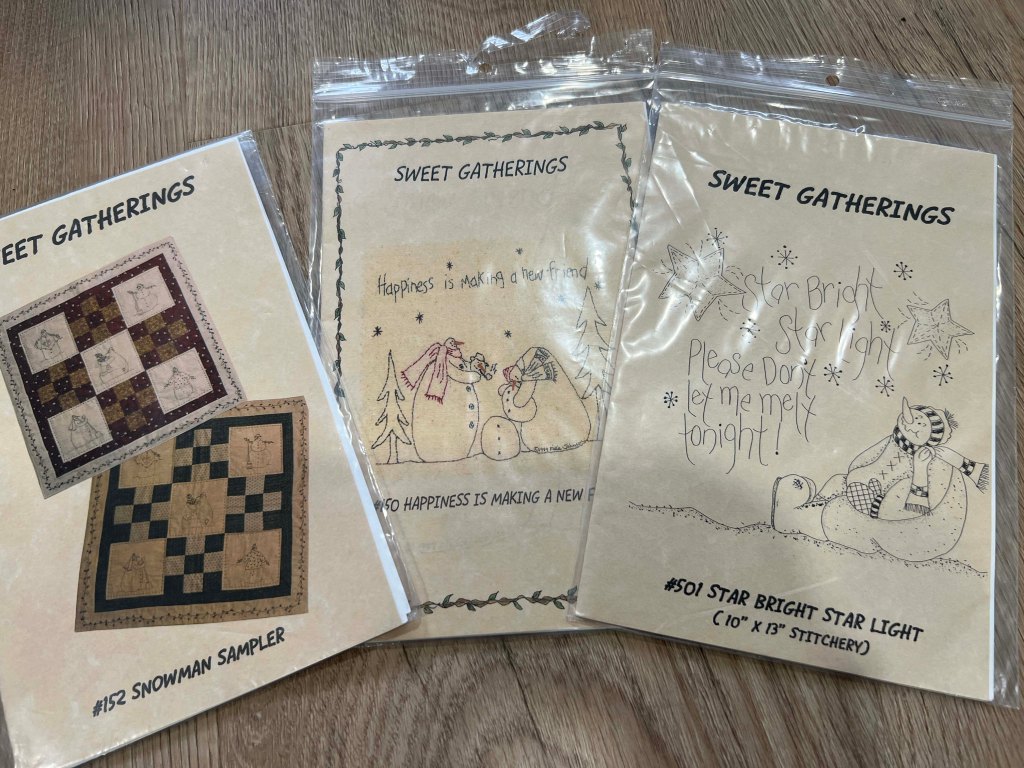 EET GATHERINGS
#152 SNOWMAN SAMPLER
SWEET GATHERINGS
Happiness is making a new friend
#150 HAPPINESS IS MAKING A NEW F
SWEET GATHERINGS
Star Bright
Star light
Please Don't
let me melt
tonight!
#501 STAR BRIGHT STAR LIGHT
( 10" X 13" STITCHERY)